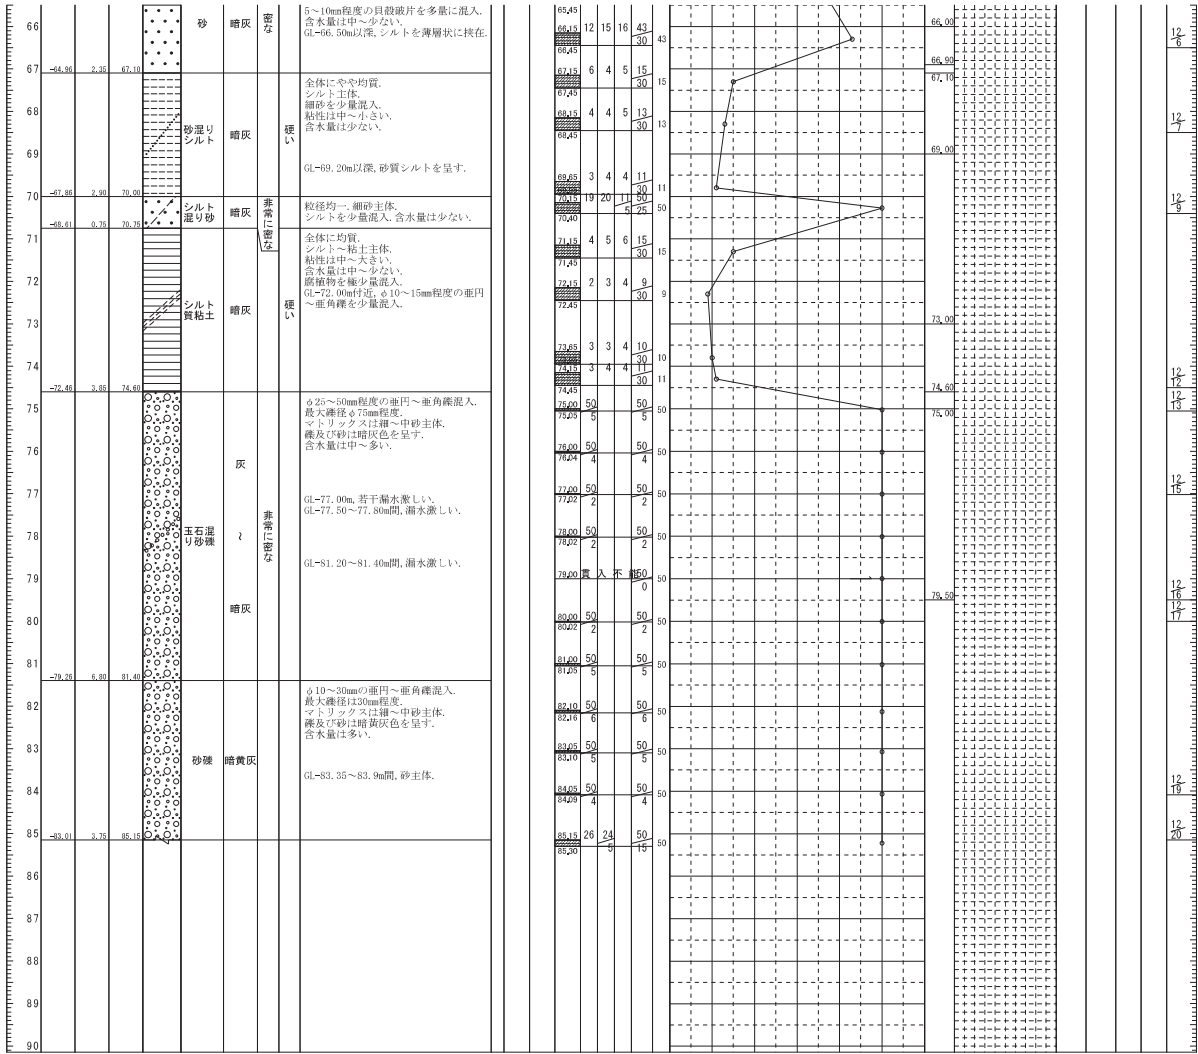 66
67
68
69
70
71
72
73
74
75
76
77
78
79
80
81
82
83
84
85
86
87
88
89
90
-64.96 2.35 67.10
-67.86 2.90 70.00
-68.61 0.75 70.75
-72.46 3.85 74.60
-79.26 6.80 81.40
-83.01 3.75 85.15
砂 暗灰 密な
5～10mm程度の貝殻破片を多量に混入.
含水量は中～少ない.
GL-66.50m以深, シルトを薄層状に挟在.
砂混り
シルト
暗灰
硬い
全体にやや均質.
シルト主体.
細砂を少量混入.
粘性は中～小さい.
含水量は少ない.
GL-69.20m以深, 砂質シルトを呈す.
シルト
混り砂
暗灰
非常に密な
粒径均一. 細砂主体.
シルトを少量混入. 含水量は少ない.
シルト
質粘土
暗灰
硬い
全体に均質.
シルト～粘土主体.
粘性は中～大きい.
含水量は中～少ない.
腐植物を極少量混入.
GL-72.00m付近, φ10～15mm程度の亜円
～亜角礫を少量混入.
玉石混
り砂礫
灰
～
暗灰
非常に密な
φ25～50mm程度の亜円～亜角礫混入.
最大礫径φ75mm程度.
マトリックスは細～中砂主体.
礫及び砂は暗灰色を呈す.
含水量は中～多い.
GL-77.00m, 若干漏水激しい.
GL-77.50～77.80m間, 漏水激しい.
GL-81.20～81.40m間, 漏水激しい.
砂礫 暗黄灰
φ10～30mmの亜円～亜角礫混入.
最大礫径は30mm程度.
マトリックスは細～中砂主体.
礫及び砂は暗黄灰色を呈す.
含水量は多い.
GL-83.35～83.9m間, 砂主体.
65.45
66.15 12 15 16 43
66.45 30 43
67.15 6 4 5 15
67.45 30 15
68.15 4 4 5 13
68.45 30 13
69.65 3 4 4 11
30 11
70.15 19 20 11 50
70.40 5 25 50
71.15 4 5 6 15
71.45 30 15
72.15 2 3 4 9
72.45 30 9
73.65 3 3 4 10
30 10
74.15 3 4 4 11
74.45 30 11
75.00 50 50
75.05 5 5 50
76.00 50 50
76.04 4 4 50
77.00 50 50
77.02 2 2 50
78.00 50 50
78.02 2 2 50
79.00 貫入不能 50
0 50
80.00 50 50
80.02 2 2 50
81.00 50 50
81.05 5 5 50
82.10 50 50
82.16 6 6 50
83.05 50 50
83.10 5 5 50
84.05 50 50
84.09 4 4 50
85.15 26 24 50
85.30 5 15 50
66.00
66.90
67.10
69.00
73.00
74.60
75.00
79.50
12/6
12/7
12/9
12/12
12/13
12/15
12/16
12/17
12/19
12/20